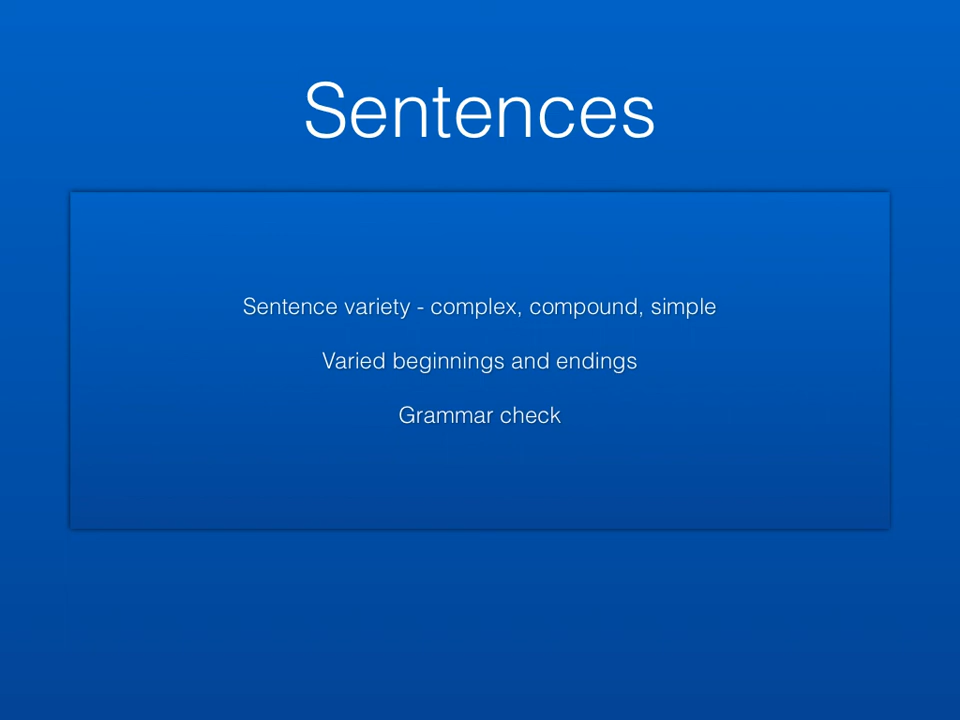 Sentences
Sentence variety - complex, compound, simple
Varied beginnings and endings
Grammar check